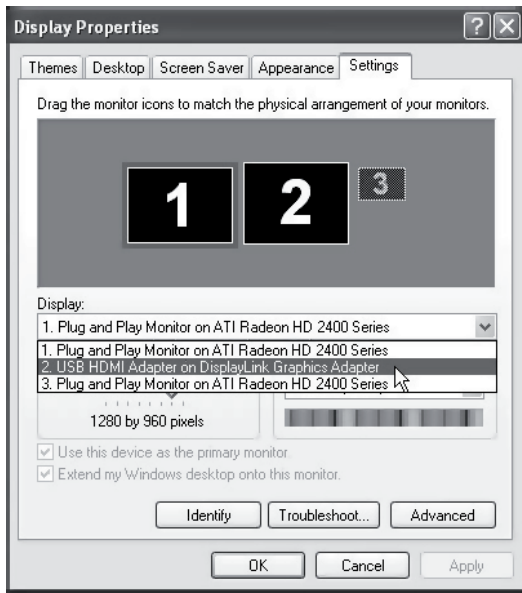 Display Properties
Themes Desktop Screen Saver Appearance Settings
Drag the monitor icons to match the physical arrangement of your monitors.
1 2 3
Display:
1. Plug and Play Monitor on ATI Radeon HD 2400 Series
1. Plug and Play Monitor on ATI Radeon HD 2400 Series
2. USB HDMI Adapter on DisplayLink Graphics Adapter
3. Plug and Play Monitor on ATI Radeon HD 2400 Series
1280 by 960 pixels
Use this device as the primary monitor.
Extend my Windows desktop onto this monitor.
Identify Troubleshoot... Advanced
OK Cancel Apply